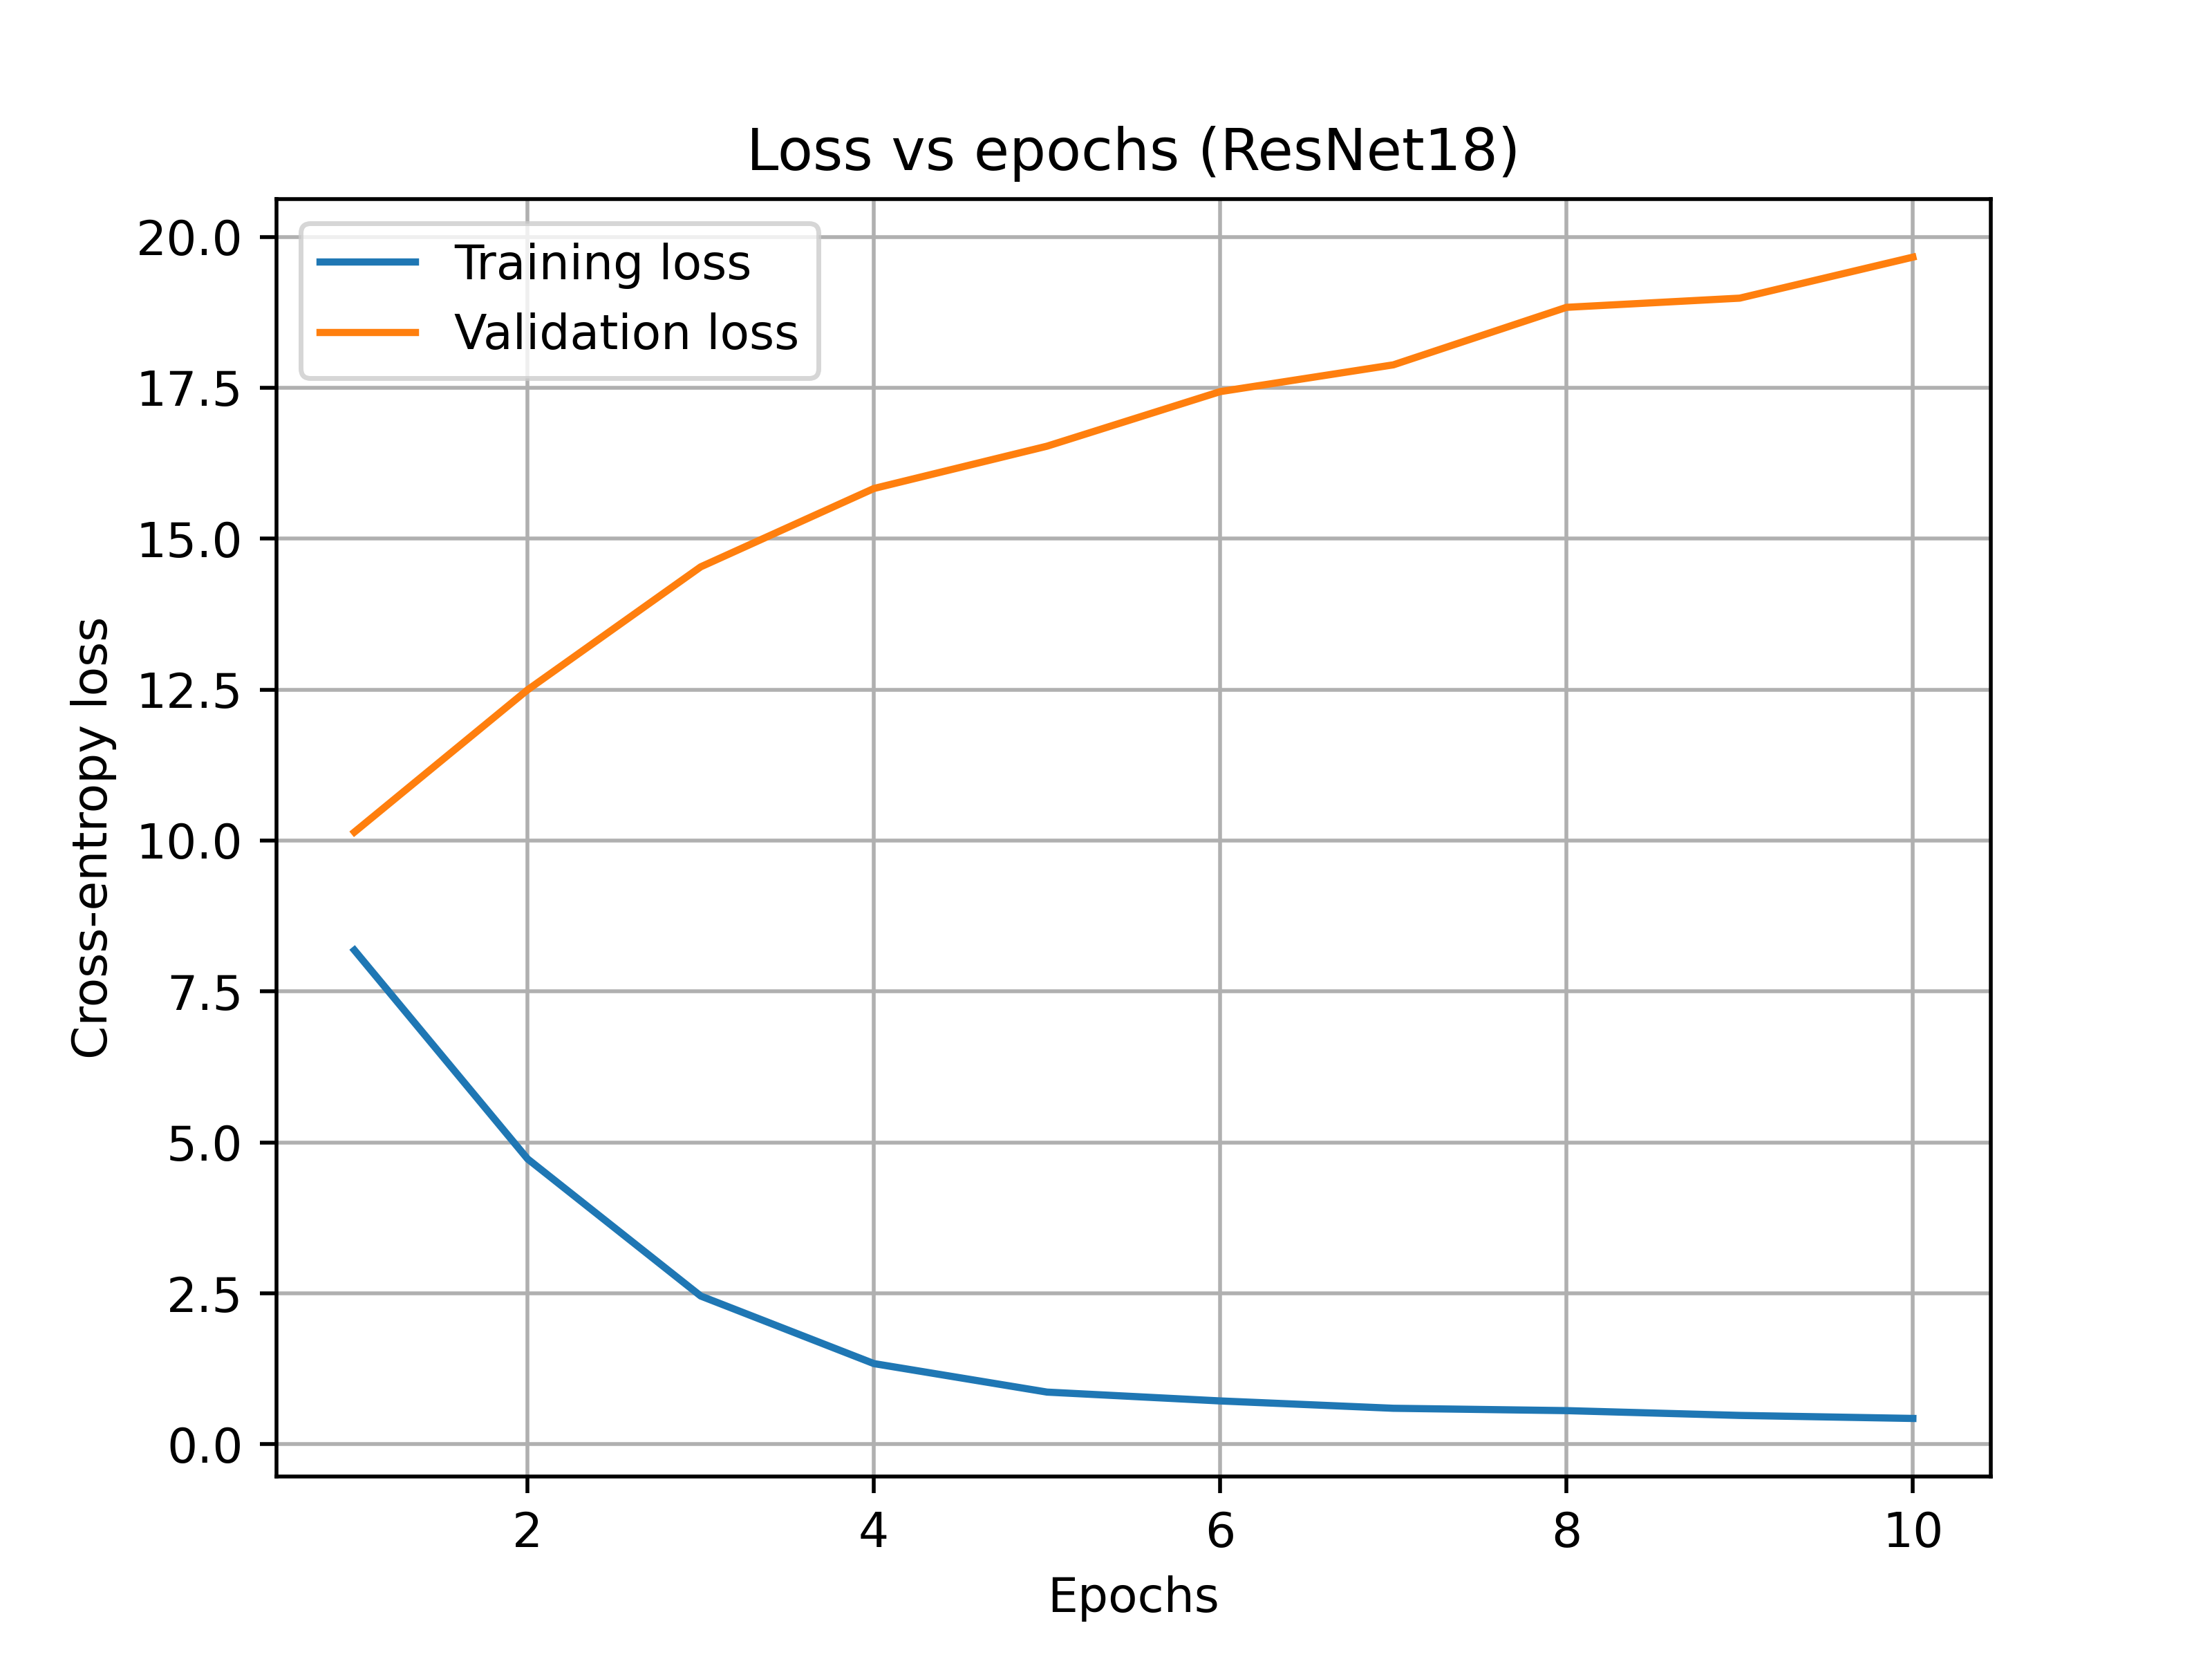 Loss vs epochs (ResNet18)
Training loss
Validation loss
20.0
17.5
15.0
12.5
10.0
7.5
5.0
2.5
0.0
Cross-entropy loss
2 4 6 8 10
Epochs